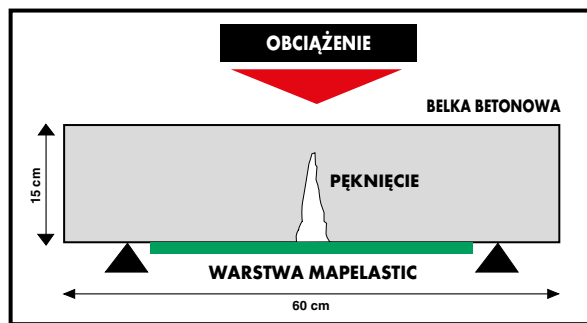 OBCIĄŻENIE
BELKA BETONOWA
15 cm
PĘKNIĘCIE
WARSTWA MAPELASTIC
60 cm